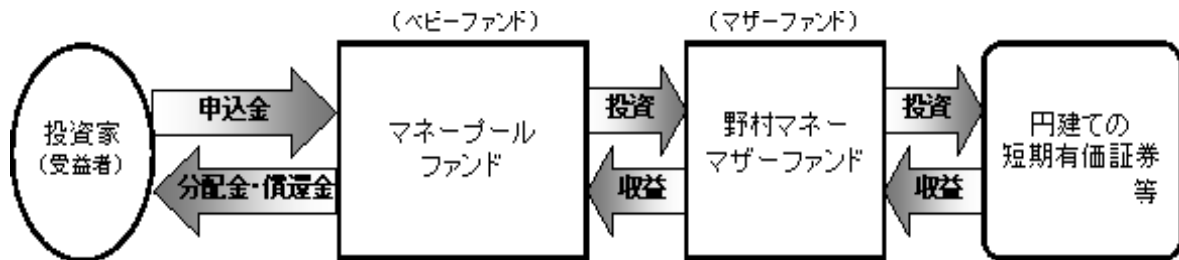 (ベビーファンド)
(マザーファンド)
投資家
(受益者)
申込金
分配金・償還金
マネープール
ファンド
投資
収益
野村マネー
マザーファンド
投資
収益
円建ての
短期有価証券
等